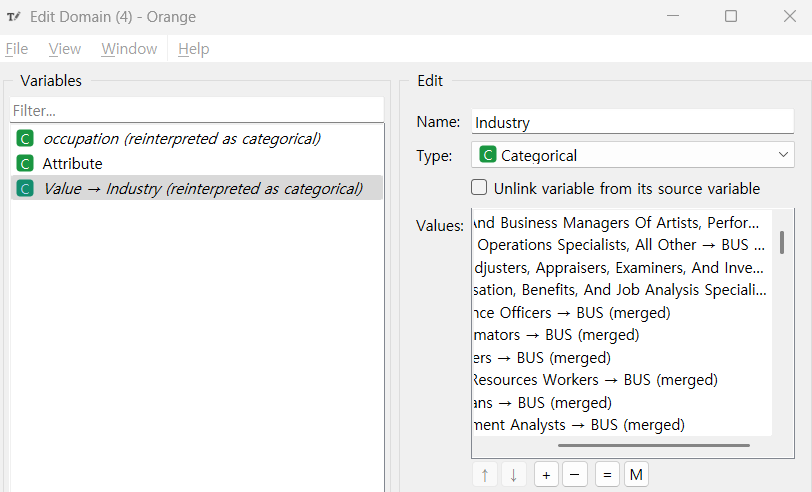 Edit Domain (4) - Orange
File View Window Help
Variables
Filter...
C occupation (reinterpreted as categorical)
C Attribute
C Value → Industry (reinterpreted as categorical)
Edit
Name: Industry
Type: C Categorical
Unlink variable from its source variable
Values:
And Business Managers Of Artists, Perfor...
Operations Specialists, All Other → BUS ...
djusters, Appraisers, Examiners, And Inve...
sation, Benefits, And Job Analysis Speciali...
nce Officers → BUS (merged)
mators → BUS (merged)
ers → BUS (merged)
Resources Workers → BUS (merged)
ans → BUS (merged)
ment Analysts → BUS (merged)
↑ ↓ + − = M